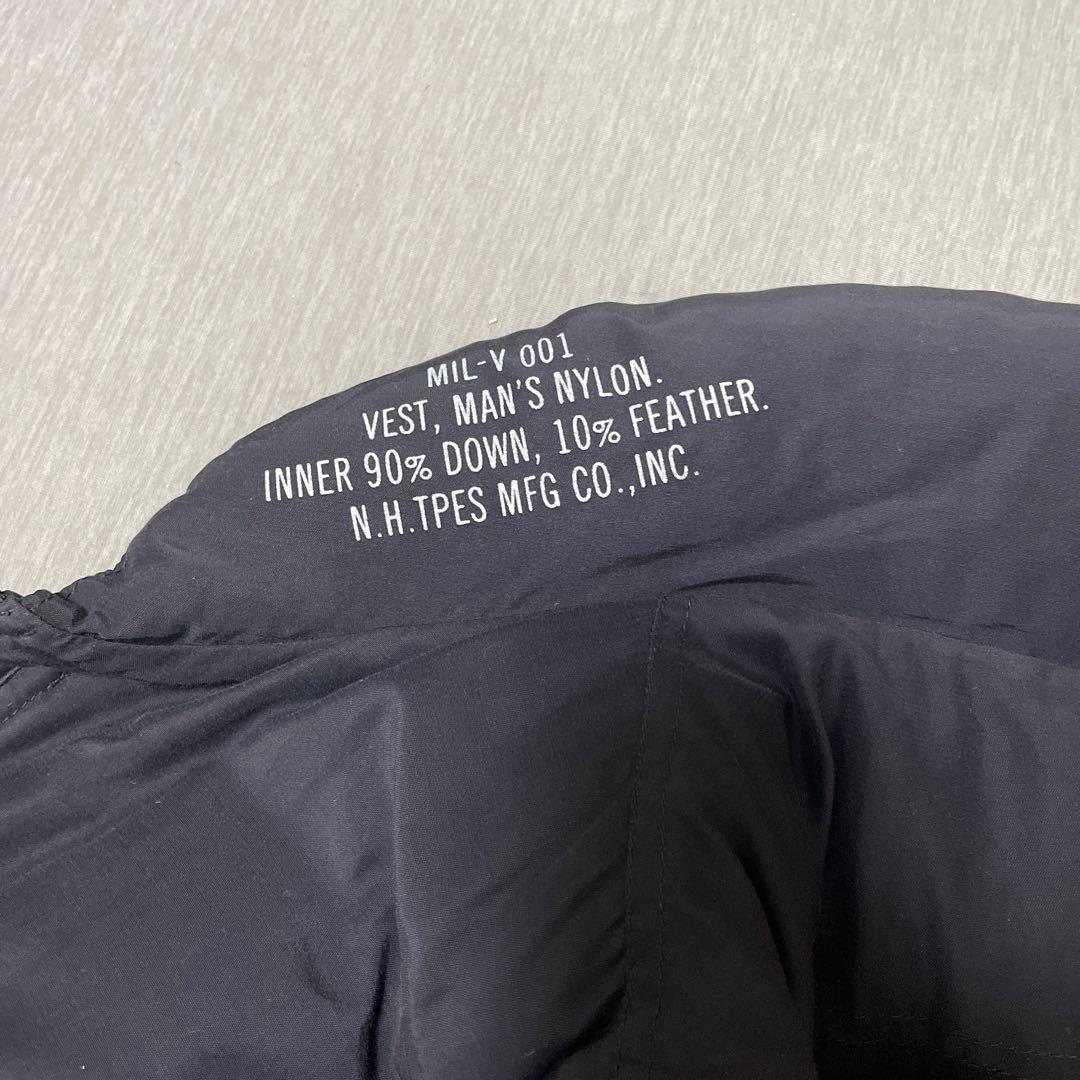 MIL-V 001
VEST, MAN'S NYLON.
INNER 90% DOWN, 10% FEATHER.
N.H.TPES MFG CO.,INC.